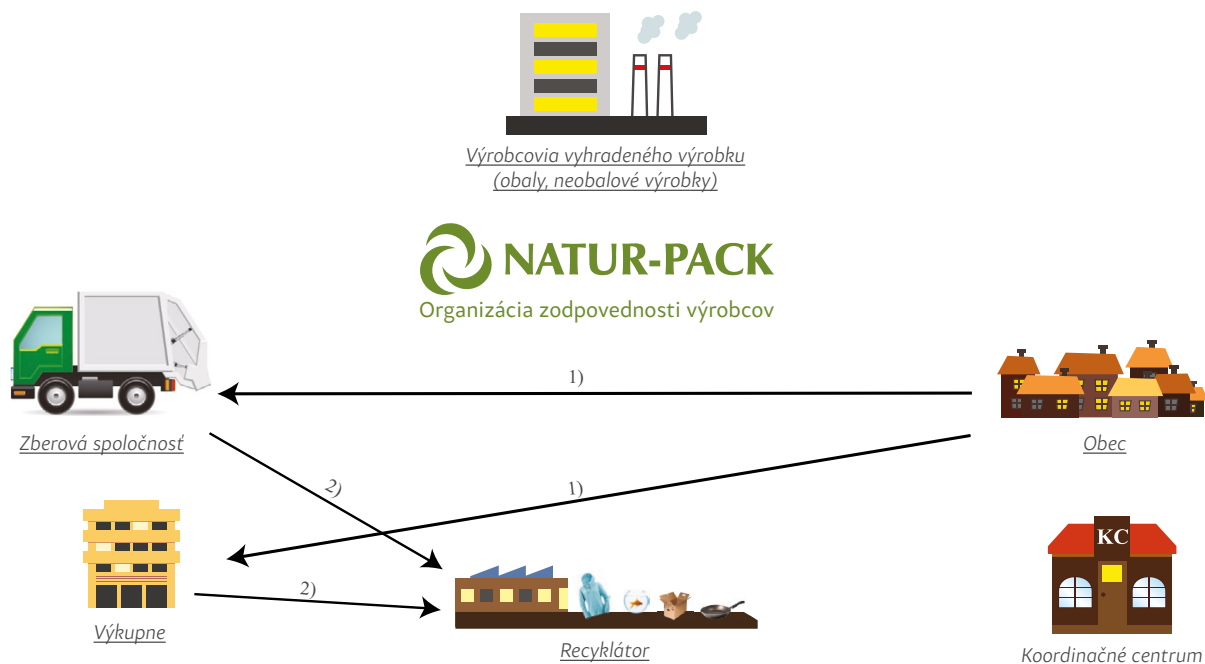 Výrobcovia vyhradeného výrobku
(obaly, neobalové výrobky)
NATUR-PACK
Organizácia zodpovednosti výrobcov
1)
Zberová spoločnosť
Obec
2)
1)
KC
2)
Výkupne
Recyklátor
Koordinačné centrum